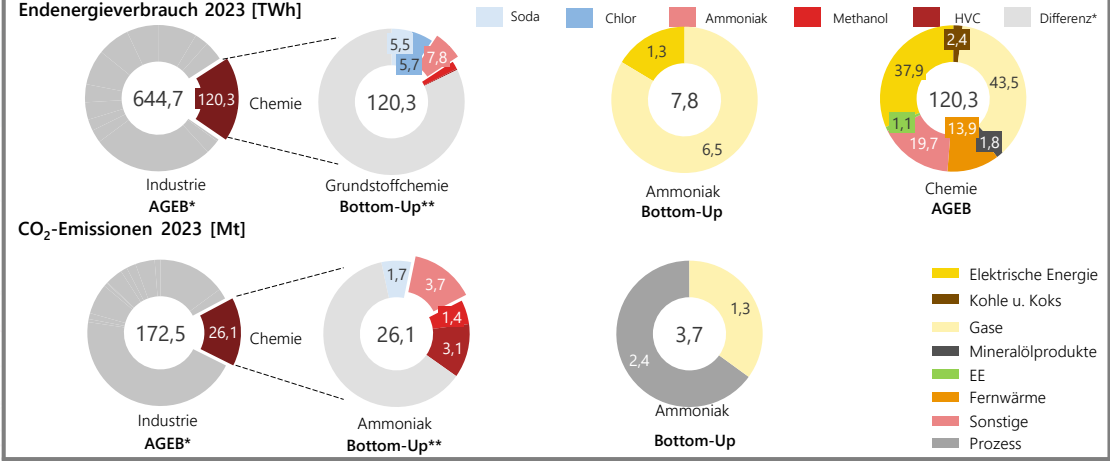 Endenergieverbrauch 2023 [TWh]
Soda
Chlor
Ammoniak
Methanol
HVC
Differenz*
644,7
120,3
Chemie
Industrie
AGEB*
5,5
5,7
7,8
120,3
Grundstoffchemie
Bottom-Up**
1,3
7,8
6,5
Ammoniak
Bottom-Up
2,4
37,9
43,5
120,3
1,1
13,9
1,8
19,7
Chemie
AGEB
CO2-Emissionen 2023 [Mt]
172,5
26,1
Chemie
Industrie
AGEB*
1,7
3,7
26,1
1,4
3,1
Ammoniak
Bottom-Up**
1,3
3,7
2,4
Ammoniak
Bottom-Up
Elektrische Energie
Kohle u. Koks
Gase
Mineralölprodukte
EE
Fernwärme
Sonstige
Prozess